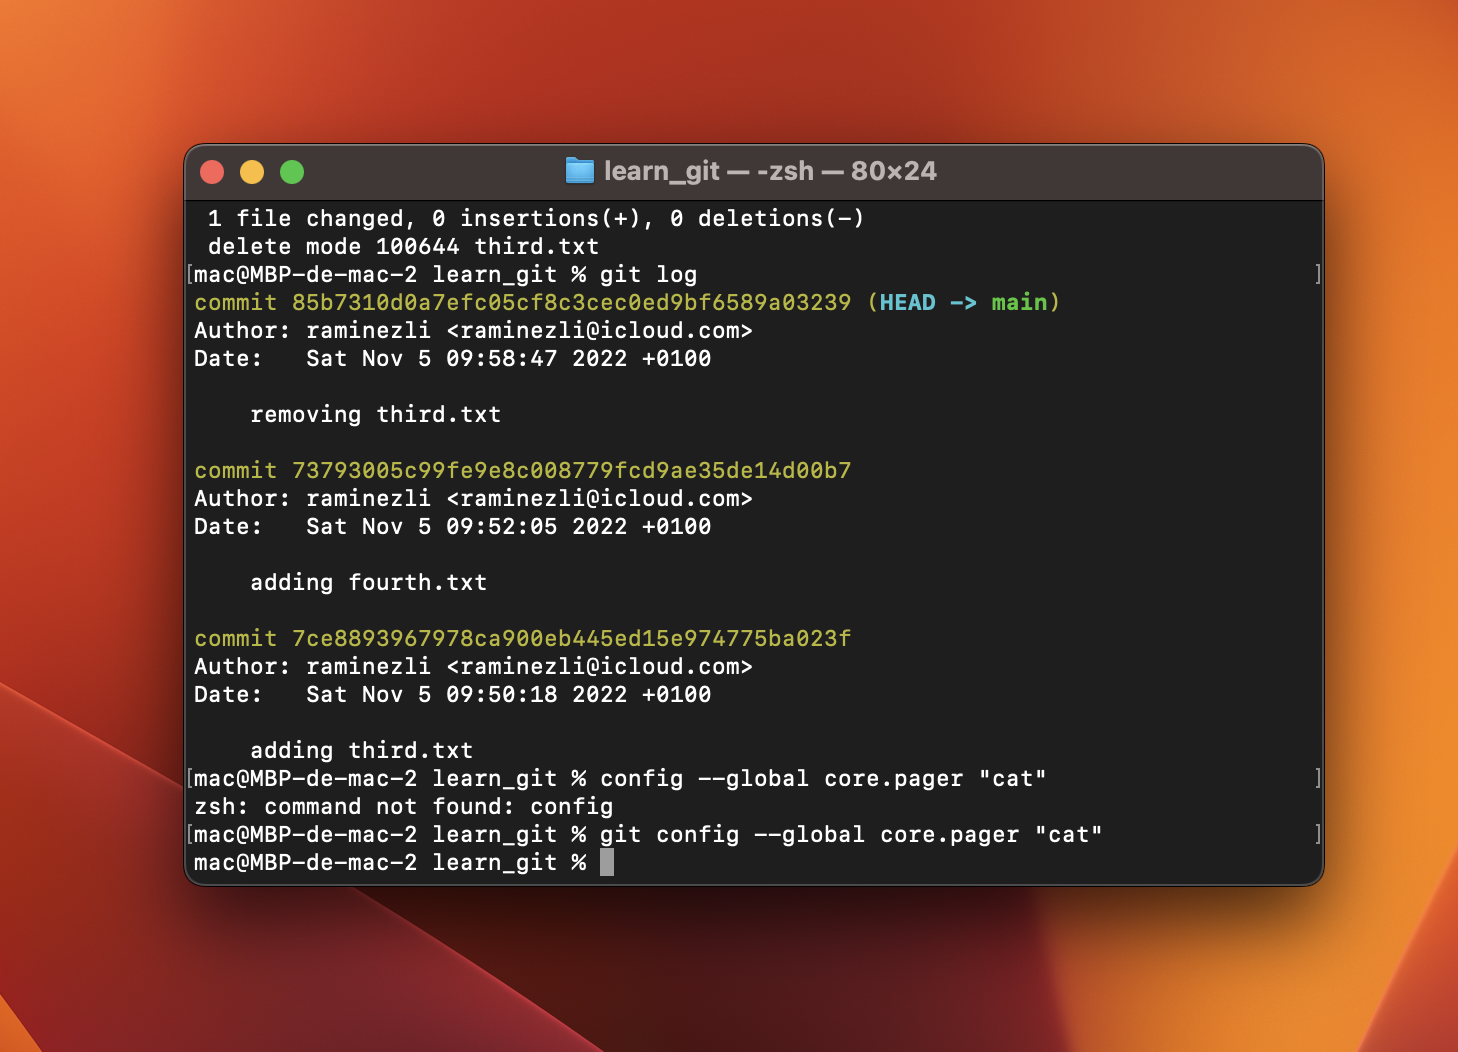 learn_git — -zsh — 80×24
1 file changed, 0 insertions(+), 0 deletions(-)
delete mode 100644 third.txt
[mac@MBP-de-mac-2 learn_git % git log ]
commit 85b7310d0a7efc05cf8c3cec0ed9bf6589a03239 (HEAD -> main)
Author: raminezli <raminezli@icloud.com>
Date:   Sat Nov 5 09:58:47 2022 +0100
removing third.txt
commit 73793005c99fe9e8c008779fcd9ae35de14d00b7
Author: raminezli <raminezli@icloud.com>
Date:   Sat Nov 5 09:52:05 2022 +0100
adding fourth.txt
commit 7ce8893967978ca900eb445ed15e974775ba023f
Author: raminezli <raminezli@icloud.com>
Date:   Sat Nov 5 09:50:18 2022 +0100
adding third.txt
[mac@MBP-de-mac-2 learn_git % config --global core.pager "cat" ]
zsh: command not found: config
[mac@MBP-de-mac-2 learn_git % git config --global core.pager "cat" ]
mac@MBP-de-mac-2 learn_git %